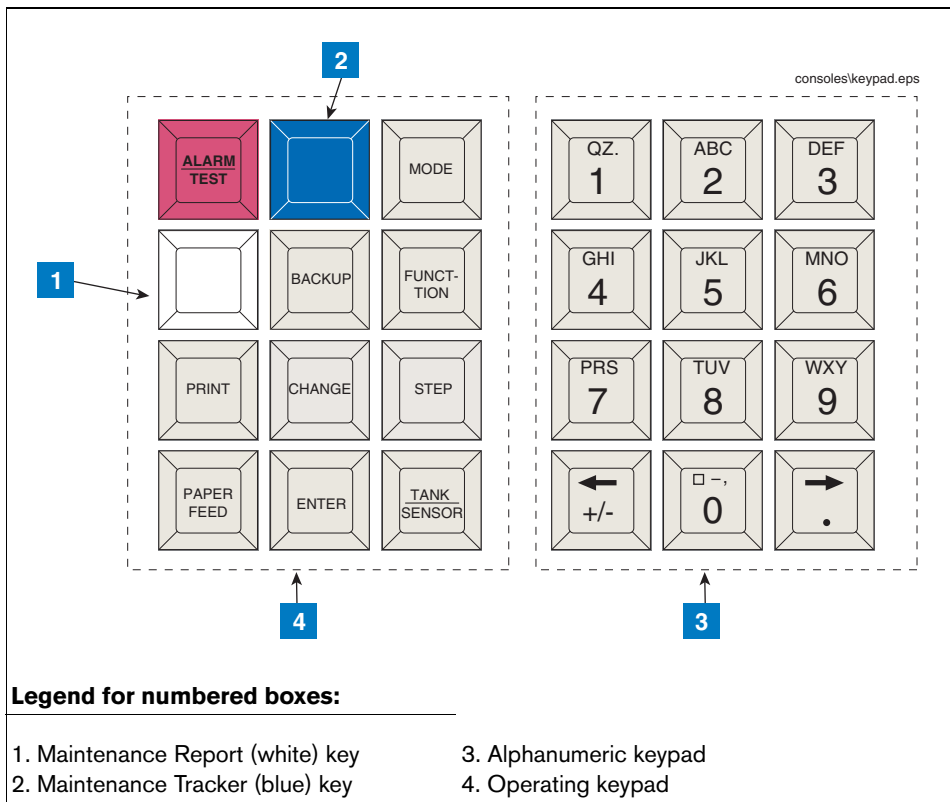 2
consoles\keypad.eps
ALARM
TEST
MODE
QZ.
1
ABC
2
DEF
3
1
BACKUP
FUNCT-
TION
GHI
4
JKL
5
MNO
6
PRINT
CHANGE
STEP
PRS
7
TUV
8
WXY
9
PAPER
FEED
ENTER
TANK
SENSOR
+/-
□ –,
0
.
4
3
Legend for numbered boxes:
1. Maintenance Report (white) key
2. Maintenance Tracker (blue) key
3. Alphanumeric keypad
4. Operating keypad